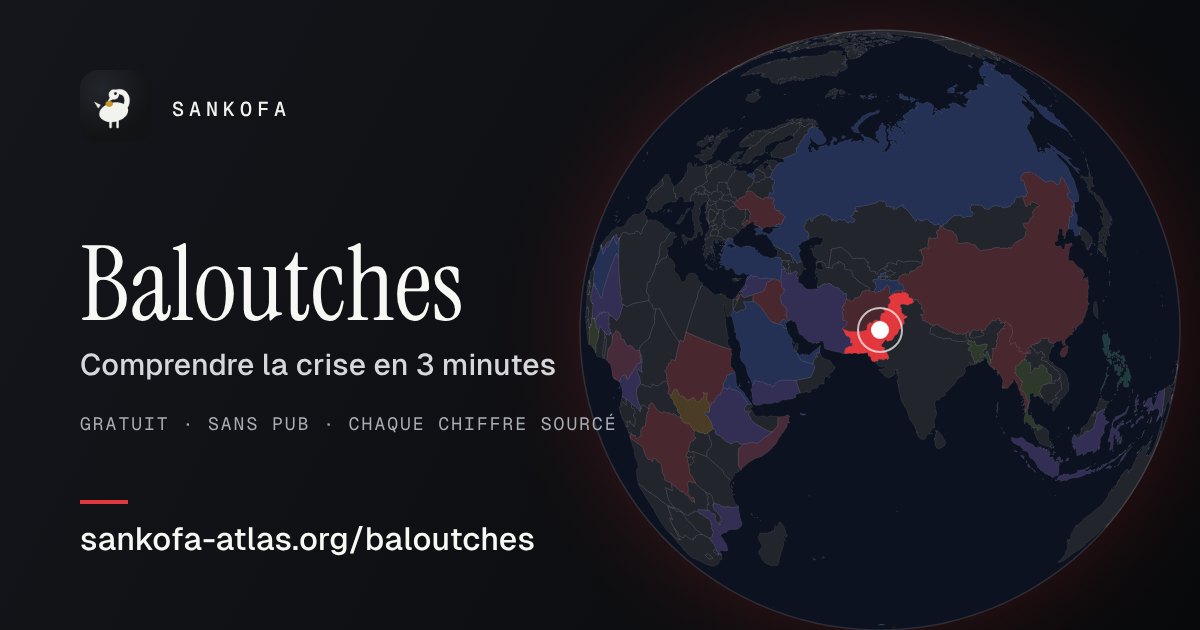 SANKOFA
Baloutches
Comprendre la crise en 3 minutes
GRATUIT · SANS PUB · CHAQUE CHIFFRE SOURCÉ
sankofa-atlas.org/baloutches